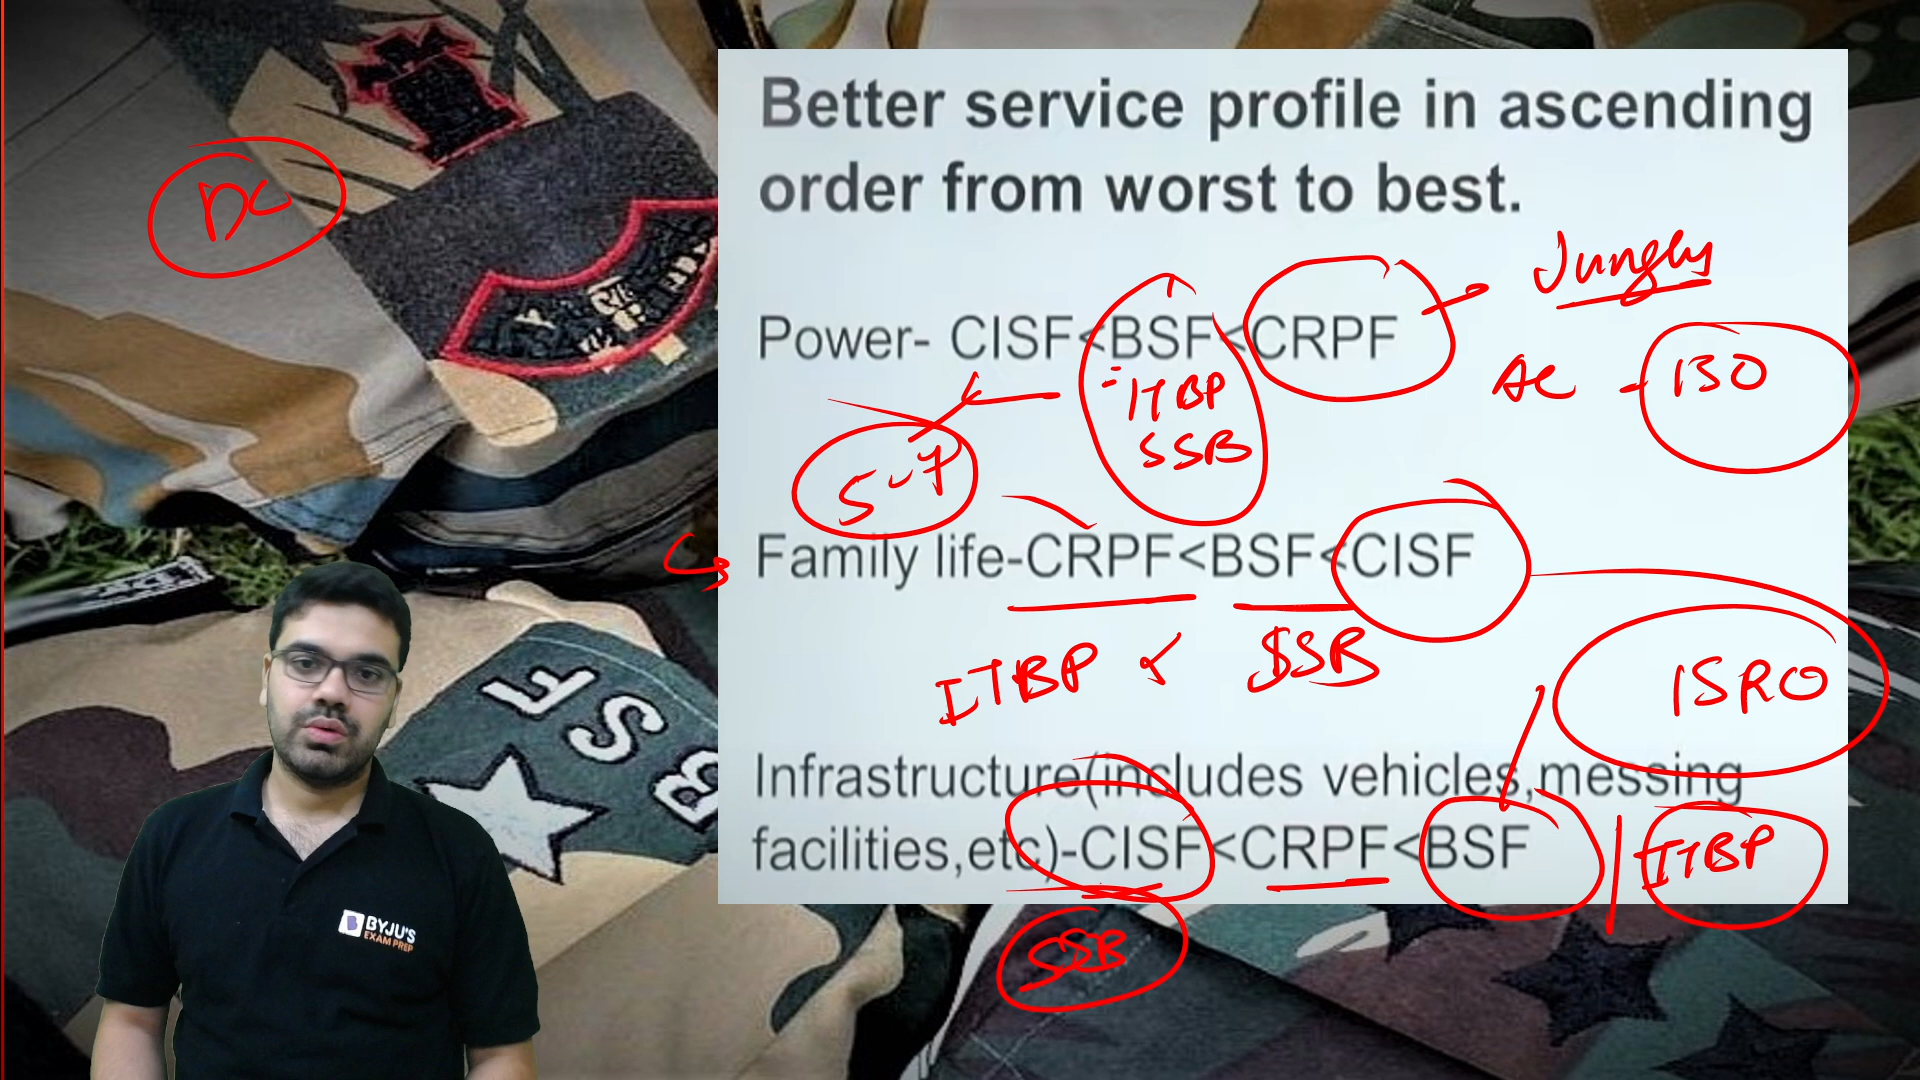 Better service profile in ascending
order from worst to best.
DC
Jungles
Power- CISF<BSF<CRPF
ITBP
SSB
AC - 150
5-7
Family life-CRPF<BSF<CISF
ITBP < SSB
ISRO
Infrastructure(includes vehicles,messing
facilities,etc)-CISF<CRPF<BSF / ITBP
SSB
BSF
BYJU'S
EXAM PREP